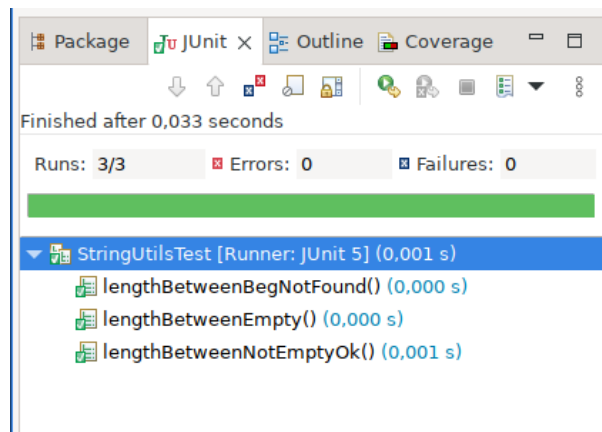 Package JUnit Outline Coverage
Finished after 0,033 seconds
Runs: 3/3 Errors: 0 Failures: 0
StringUtilsTest [Runner: JUnit 5] (0,001 s)
lengthBetweenBegNotFound() (0,000 s)
lengthBetweenEmpty() (0,000 s)
lengthBetweenNotEmptyOk() (0,001 s)